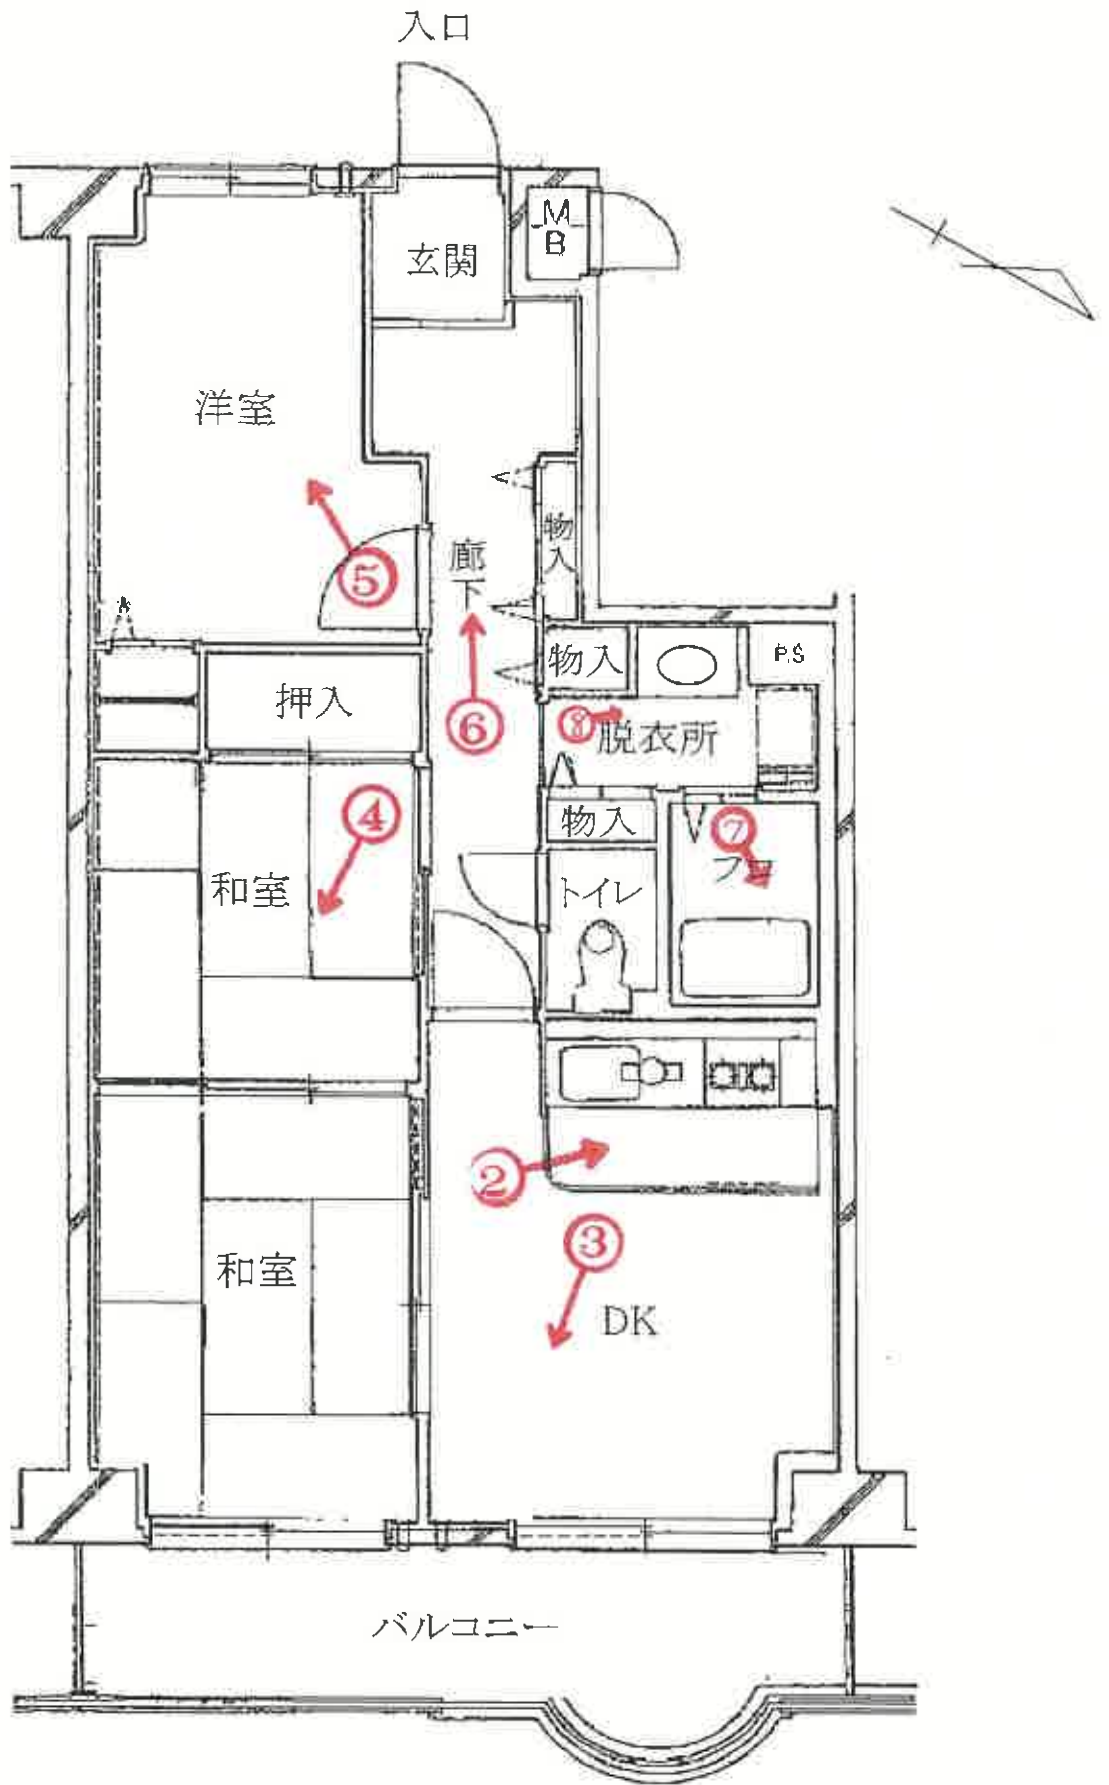 入口
M
B
玄関
洋室
物
入
廊
下
⑤
物入
P.S
押入
⑥
⑧
脱衣所
④
物入
⑦
フロ
和室
トイレ
②
③
和室
DK
バルコニー